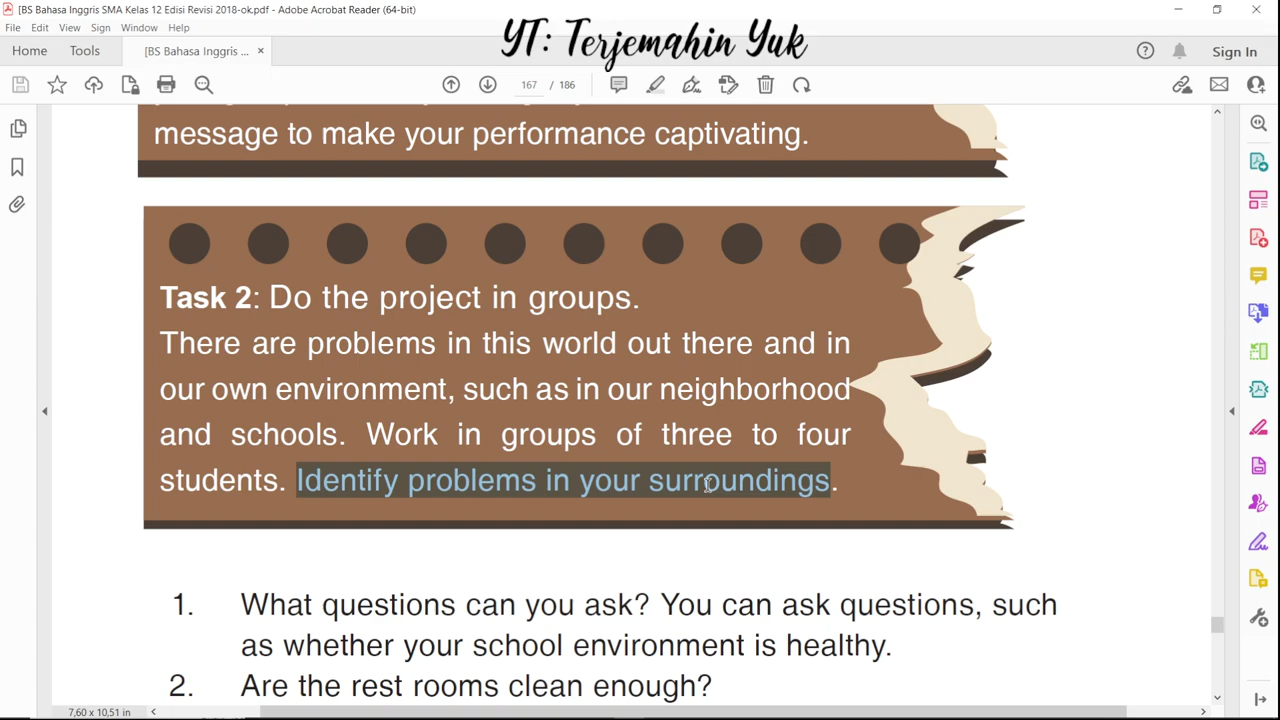 [BS Bahasa Inggris SMA Kelas 12 Edisi Revisi 2018-ok.pdf - Adobe Acrobat Reader (64-bit)
File Edit View Sign Window Help
YT: Terjemahin Yuk
Home Tools [BS Bahasa Inggris ... × Sign In
167 / 186
message to make your performance captivating.
Task 2: Do the project in groups.
There are problems in this world out there and in
our own environment, such as in our neighborhood
and schools. Work in groups of three to four
students. Identify problems in your surroundings.
1. What questions can you ask? You can ask questions, such
as whether your school environment is healthy.
2. Are the rest rooms clean enough?
7,60 x 10,51 in